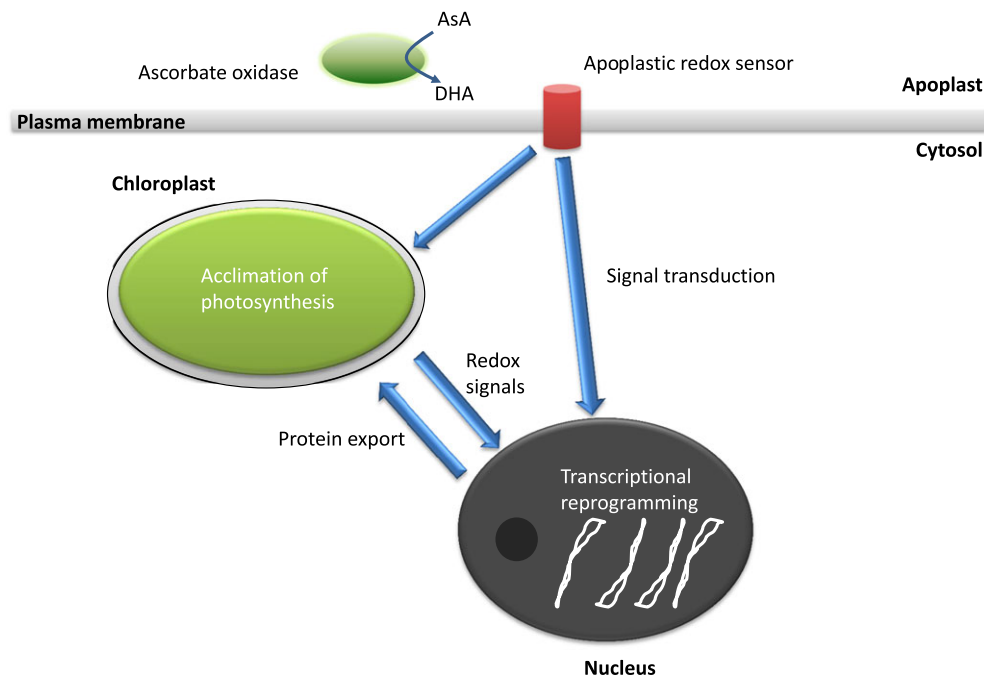 AsA
Ascorbate oxidase
DHA
Apoplastic redox sensor
Apoplast
Plasma membrane
Cytosol
Chloroplast
Acclimation of
photosynthesis
Signal transduction
Redox
signals
Protein export
Transcriptional
reprogramming
Nucleus